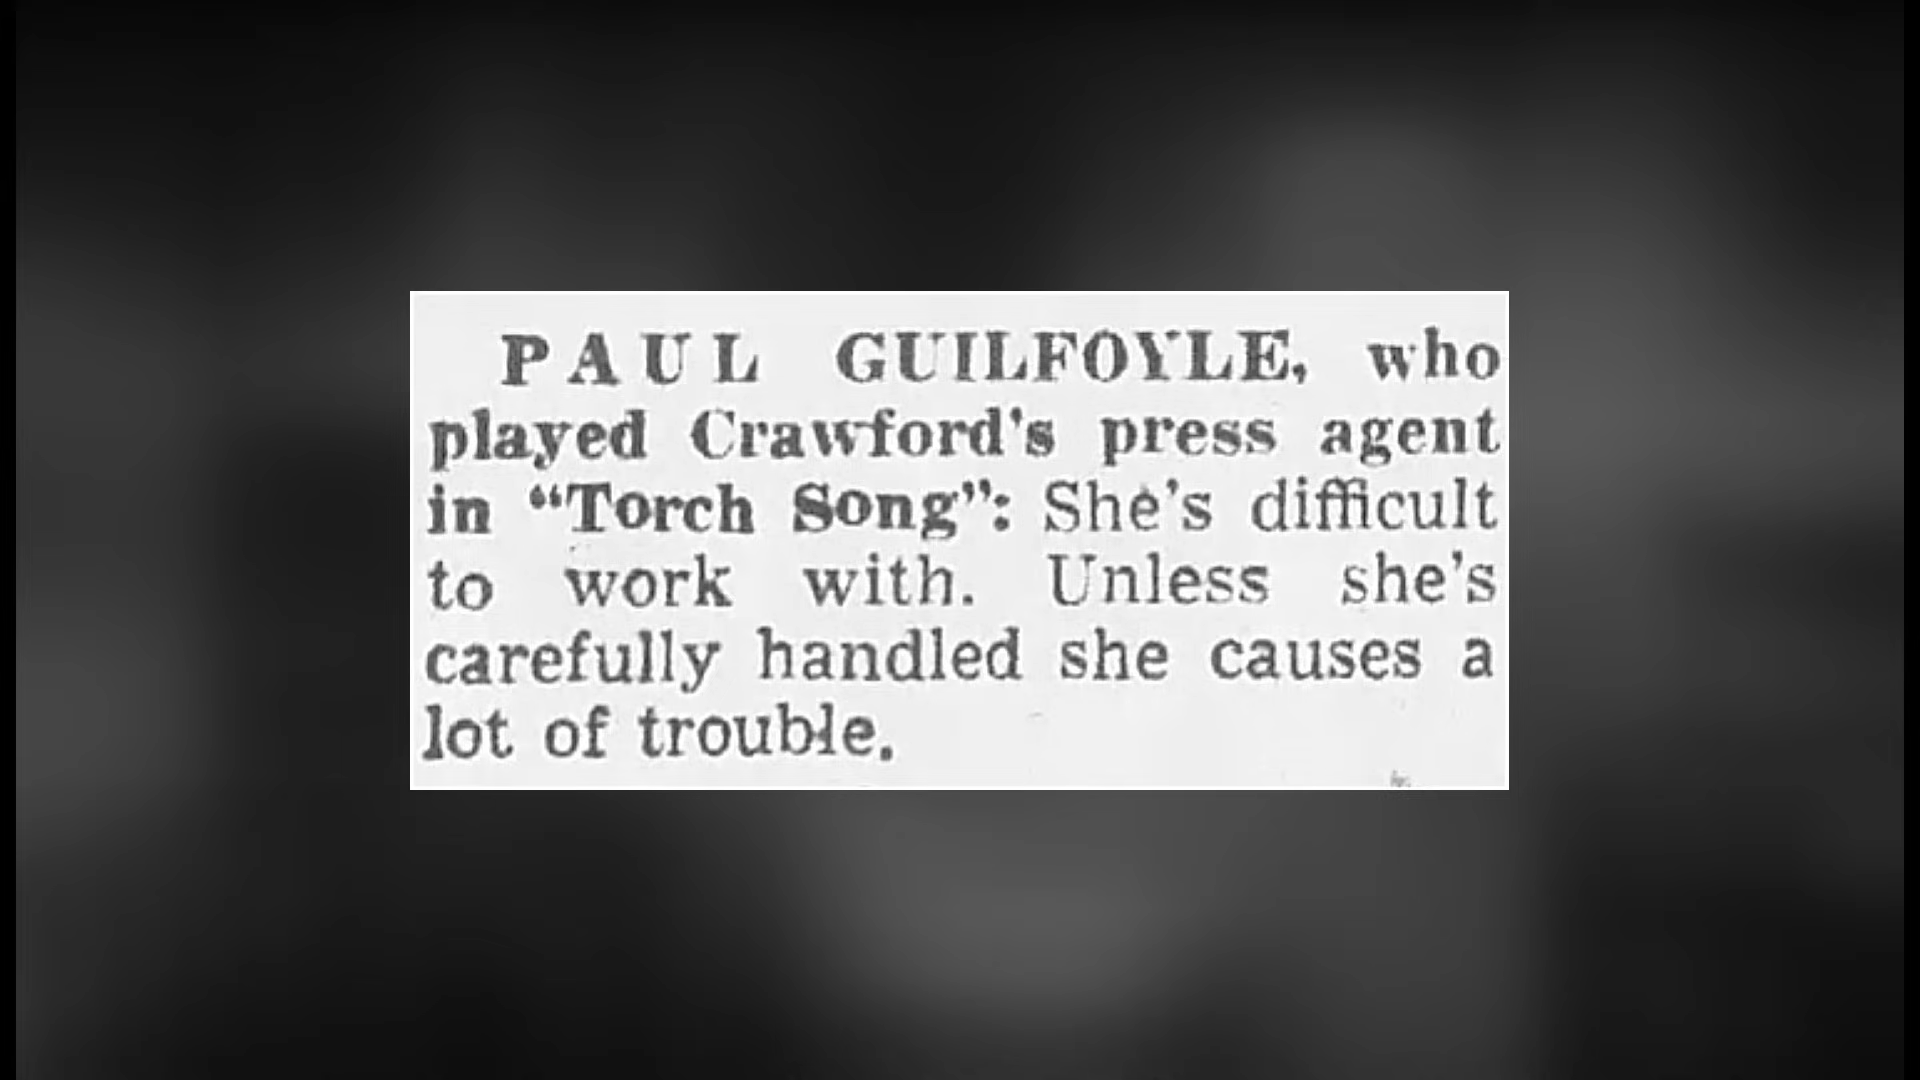 PAUL GUILFOYLE, who
played Crawford's press agent
in “Torch Song”: She's difficult
to work with. Unless she's
carefully handled she causes a
lot of trouble.